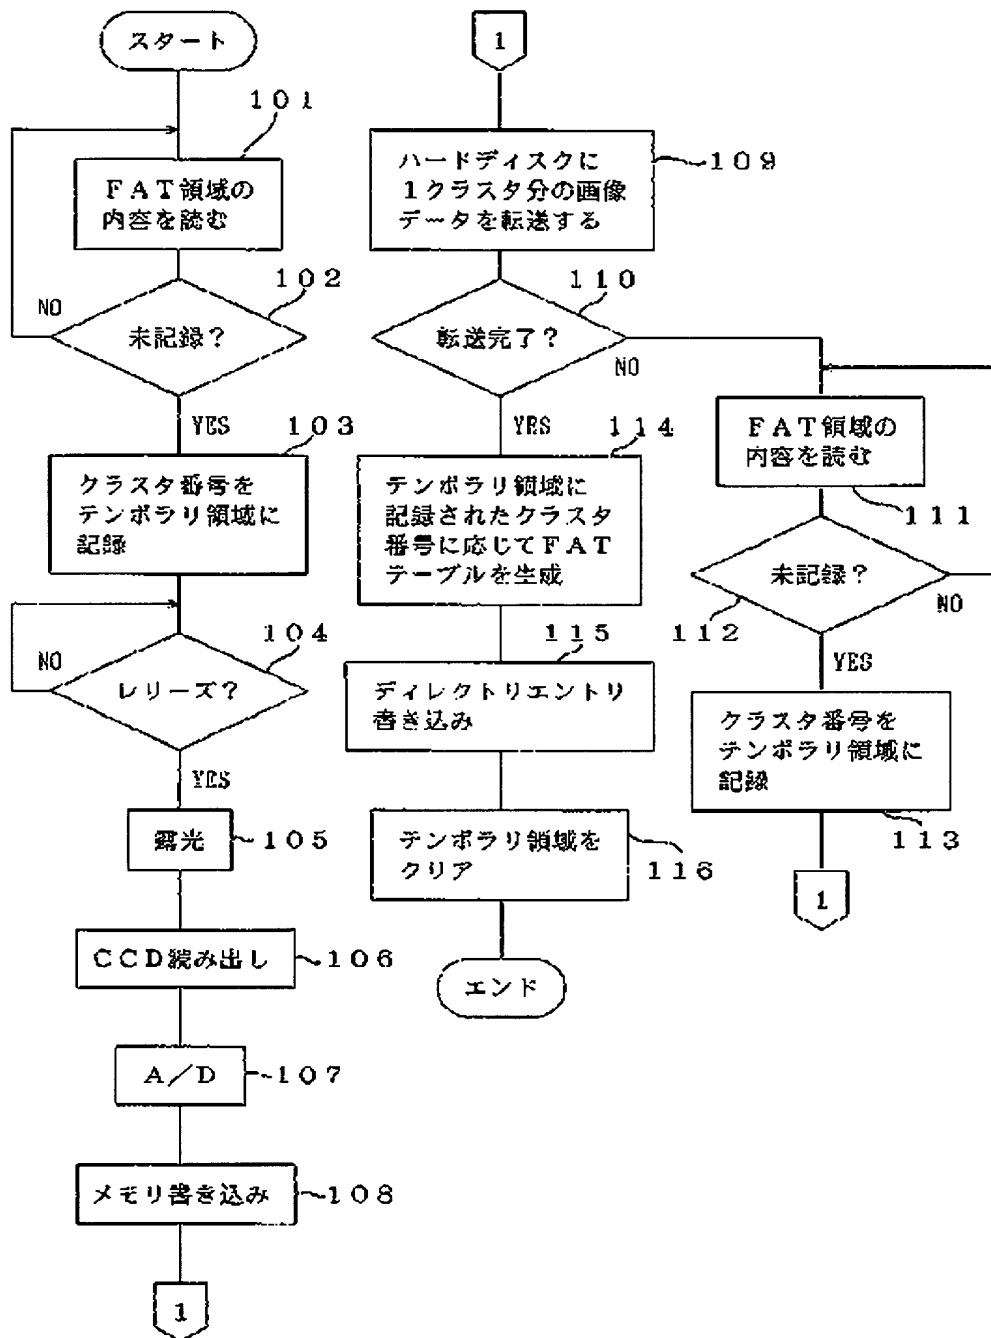 スタート
101
FAT領域の
内容を読む
102
NO
未記録?
YES
103
クラスタ番号を
テンポラリ領域に
記録
104
NO
レリーズ?
YES
露光
105
CCD読み出し
106
A/D
107
メモリ書き込み
108
1
1
ハードディスクに
1クラスタ分の画像
データを転送する
109
110
転送完了?
NO
YES
114
テンポラリ領域に
記録されたクラスタ
番号に応じてFAT
テーブルを生成
115
ディレクトリエントリ
書き込み
テンポラリ領域を
クリア
116
エンド
FAT領域の
内容を読む
111
未記録?
NO
112
YES
クラスタ番号を
テンポラリ領域に
記録
113
1